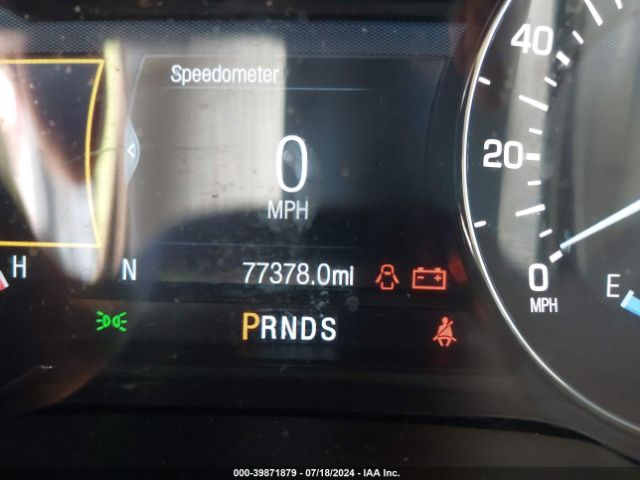 Speedometer
40
0
20
MPH
H
N
77378.0mi
0
E
MPH
PRNDS
000-39871879 / 07/18/2024 - IAA Inc.